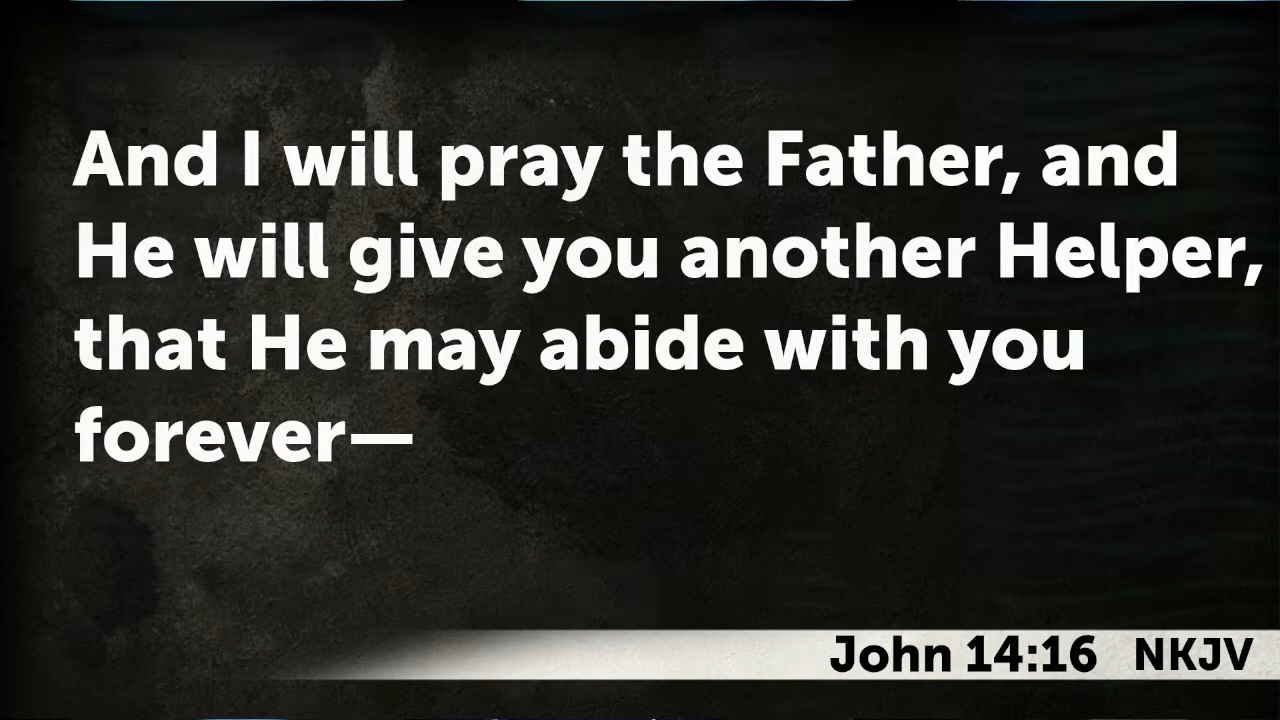 And I will pray the Father, and
He will give you another Helper,
that He may abide with you
forever—
John 14:16 NKJV